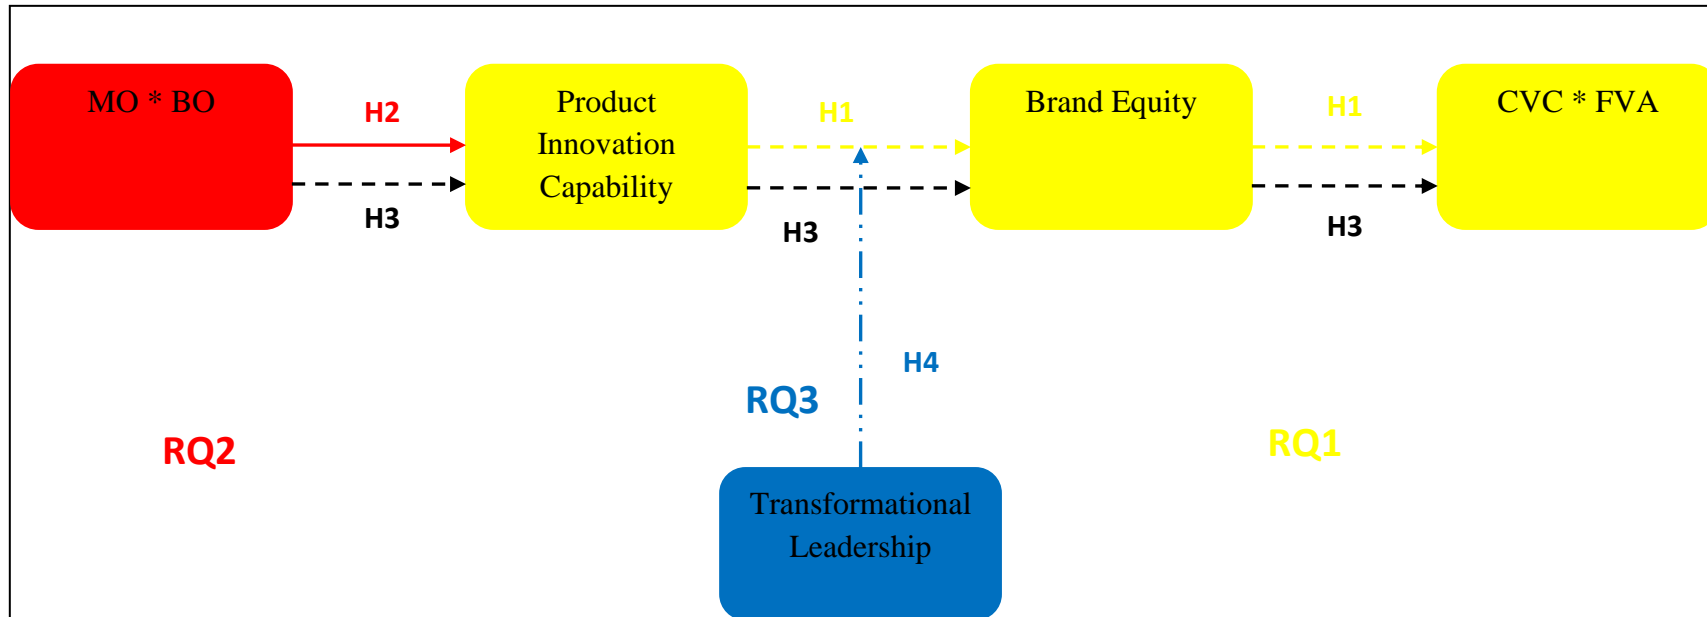 MO * BO
H2
H3
Product
Innovation
Capability
H1
H3
Brand Equity
H1
H3
CVC * FVA
H4
RQ3
RQ2
RQ1
Transformational
Leadership